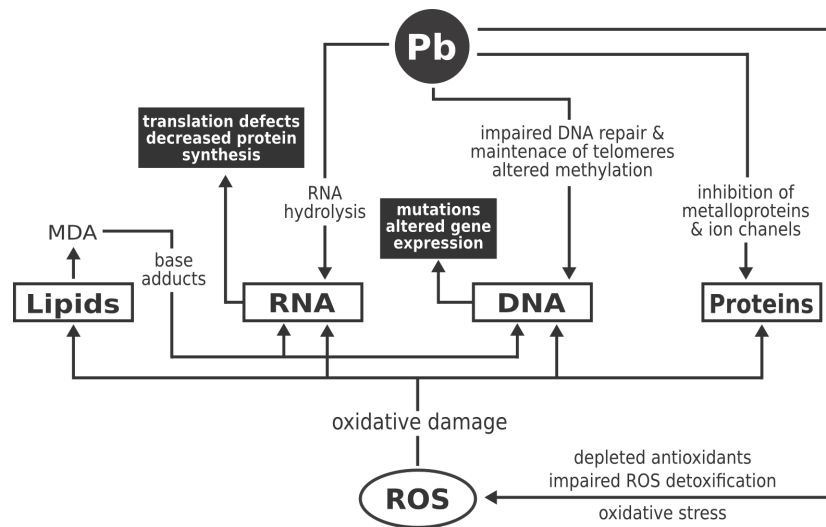 Pb
translation defects
decreased protein
synthesis
impaired DNA repair &
maintenace of telomeres
altered methylation
RNA
hydrolysis
inhibition of
metalloproteins
& ion chanels
mutations
altered gene
expression
MDA
base
adducts
Lipids
RNA
DNA
Proteins
oxidative damage
depleted antioxidants
impaired ROS detoxification
ROS
oxidative stress